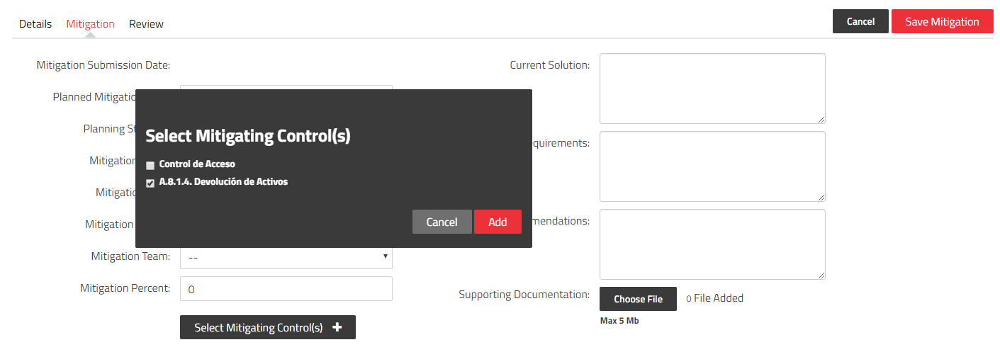 Details Mitigation Review
Cancel Save Mitigation
Mitigation Submission Date:
Planned Mitigatio
Planning St
Mitigation
Mitigatio
Mitigation
Mitigation Team: --
Mitigation Percent: 0
Select Mitigating Control(s) +
Select Mitigating Control(s)
Control de Acceso
A.8.1.4. Devolución de Activos
Cancel Add
Current Solution:
quirements:
mendations:
Supporting Documentation: Choose File 0 File Added
Max 5 Mb